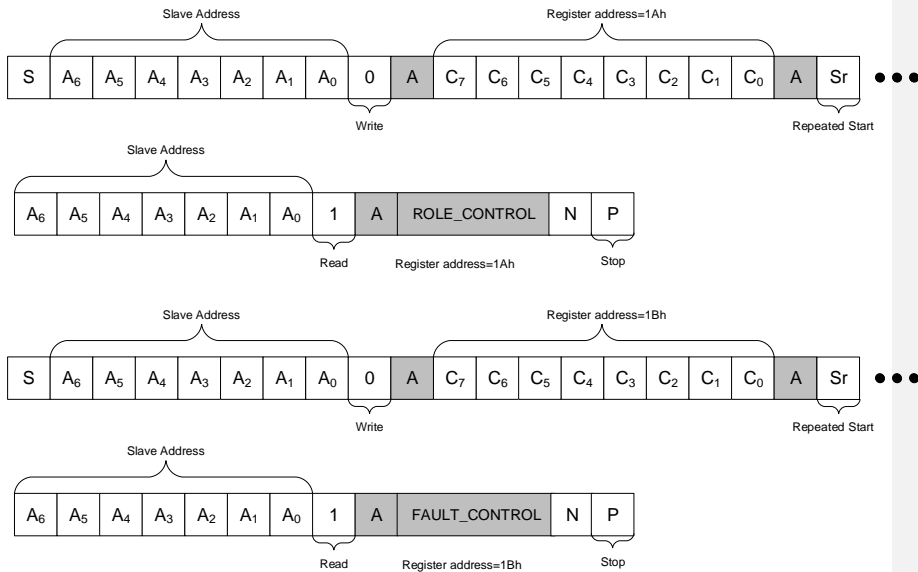 Slave Address Register address=1Ah
S A₆ A₅ A₄ A₃ A₂ A₁ A₀ 0 A C₇ C₆ C₅ C₄ C₃ C₂ C₁ C₀ A Sr
Write Repeated Start
Slave Address
A₆ A₅ A₄ A₃ A₂ A₁ A₀ 1 A ROLE_CONTROL N P
Read Register address=1Ah Stop
Slave Address Register address=1Bh
S A₆ A₅ A₄ A₃ A₂ A₁ A₀ 0 A C₇ C₆ C₅ C₄ C₃ C₂ C₁ C₀ A Sr
Write Repeated Start
Slave Address
A₆ A₅ A₄ A₃ A₂ A₁ A₀ 1 A FAULT_CONTROL N P
Read Register address=1Bh Stop